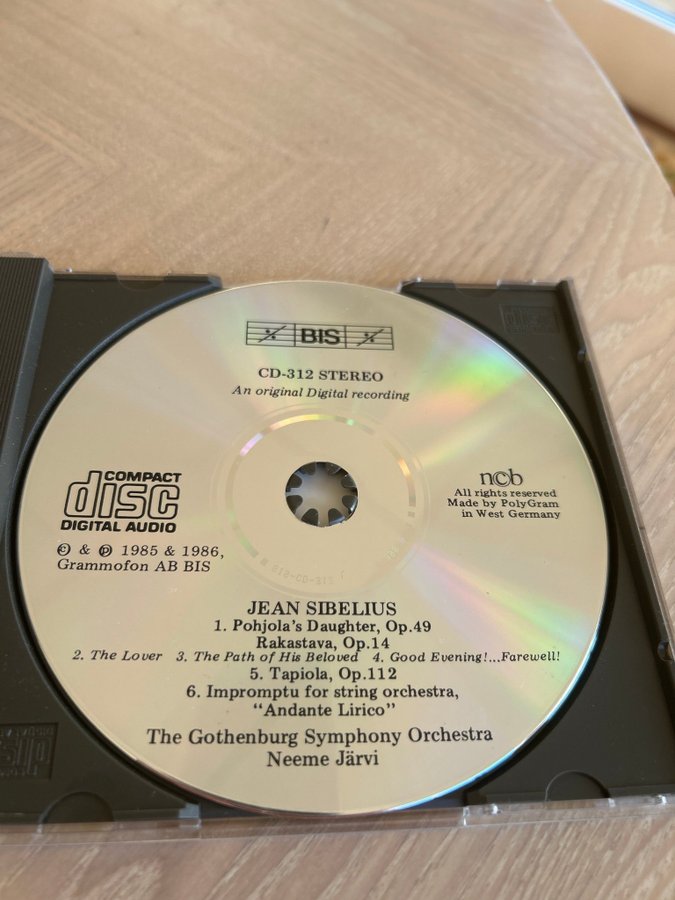 BIS
CD-312 STEREO
An original Digital recording
COMPACT
disc
DIGITAL AUDIO
© & ℗ 1985 & 1986,
Grammofon AB BIS
ncb
All rights reserved
Made by PolyGram
in West Germany
JEAN SIBELIUS
1. Pohjola's Daughter, Op.49
Rakastava, Op.14
2. The Lover 3. The Path of His Beloved 4. Good Evening!...Farewell!
5. Tapiola, Op.112
6. Impromptu for string orchestra,
“Andante Lirico”
The Gothenburg Symphony Orchestra
Neeme Järvi